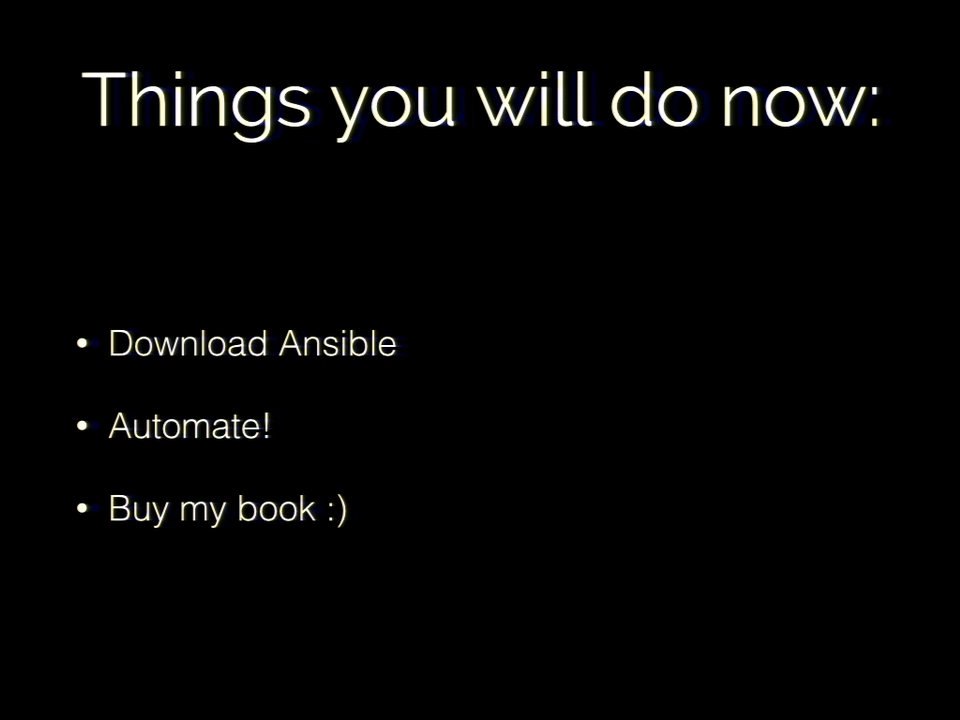 Things you will do now:
• Download Ansible
• Automate!
• Buy my book :)